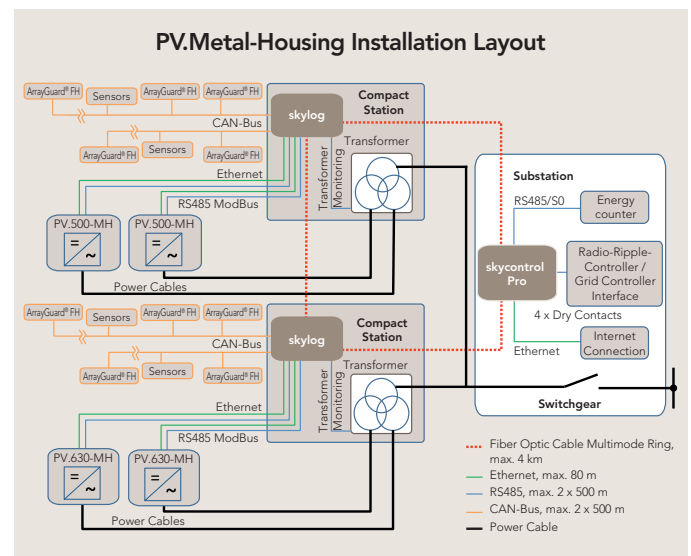 PV.Metal-Housing Installation Layout
ArrayGuard® FH
Sensors
ArrayGuard® FH
ArrayGuard® FH
CAN-Bus
ArrayGuard® FH
Sensors
ArrayGuard® FH
skylog
Compact
Station
Transformer
Transformer
Monitoring
Ethernet
RS485 ModBus
PV.500-MH
=
~
PV.500-MH
=
~
Power Cables
ArrayGuard® FH
Sensors
ArrayGuard® FH
ArrayGuard® FH
CAN-Bus
ArrayGuard® FH
Sensors
ArrayGuard® FH
skylog
Compact
Station
Transformer
Transformer
Monitoring
Ethernet
RS485 ModBus
PV.630-MH
=
~
PV.630-MH
=
~
Power Cables
Substation
RS485/S0
Energy
counter
skycontrol
Pro
Radio-Ripple-
Controller /
Grid Controller
Interface
4 x Dry Contacts
Ethernet
Internet
Connection
Switchgear
Fiber Optic Cable Multimode Ring,
max. 4 km
Ethernet, max. 80 m
RS485, max. 2 x 500 m
CAN-Bus, max. 2 x 500 m
Power Cable